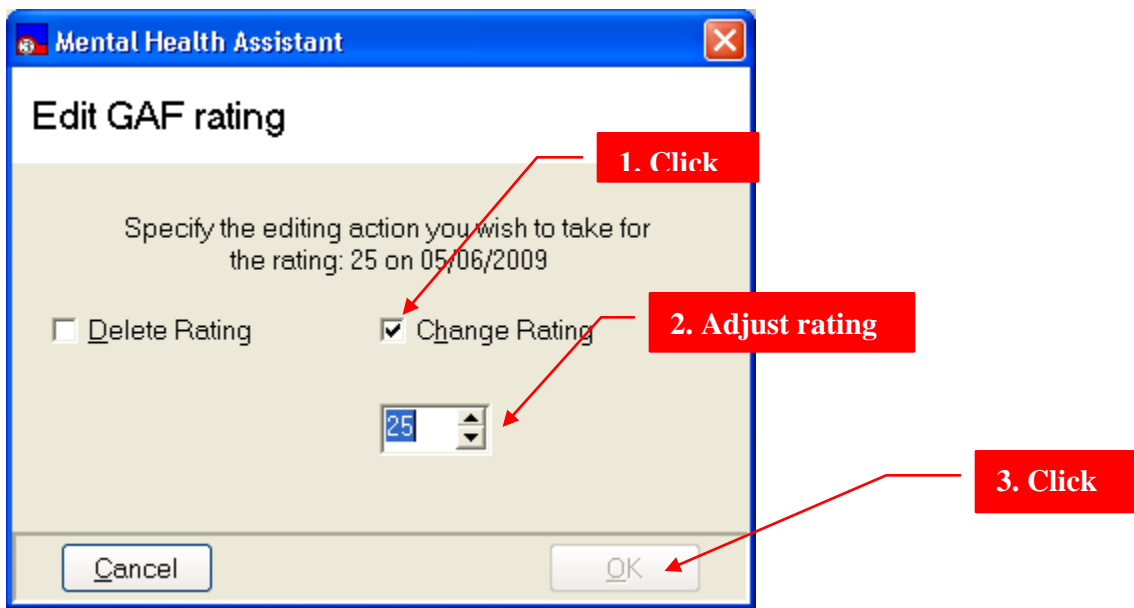 Mental Health Assistant
Edit GAF rating
1. Click
Specify the editing action you wish to take for
the rating: 25 on 05/06/2009
Delete Rating
Change Rating
2. Adjust rating
25
3. Click
Cancel
OK